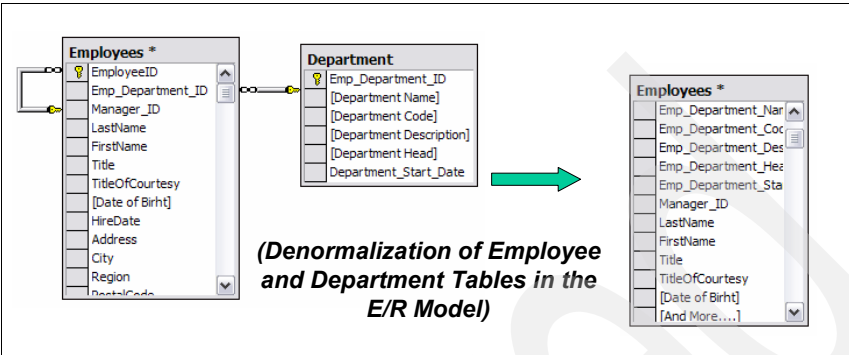 Employees *
EmployeeID
Emp_Department_ID
Manager_ID
LastName
FirstName
Title
TitleOfCourtesy
[Date of Birht]
HireDate
Address
City
Region
PostalCode
Department
Emp_Department_ID
[Department Name]
[Department Code]
[Department Description]
[Department Head]
Department_Start_Date
(Denormalization of Employee
and Department Tables in the
E/R Model)
Employees *
Emp_Department_Nar
Emp_Department_Coc
Emp_Department_Des
Emp_Department_Hea
Emp_Department_Sta
Manager_ID
LastName
FirstName
Title
TitleOfCourtesy
[Date of Birht]
[And More....]